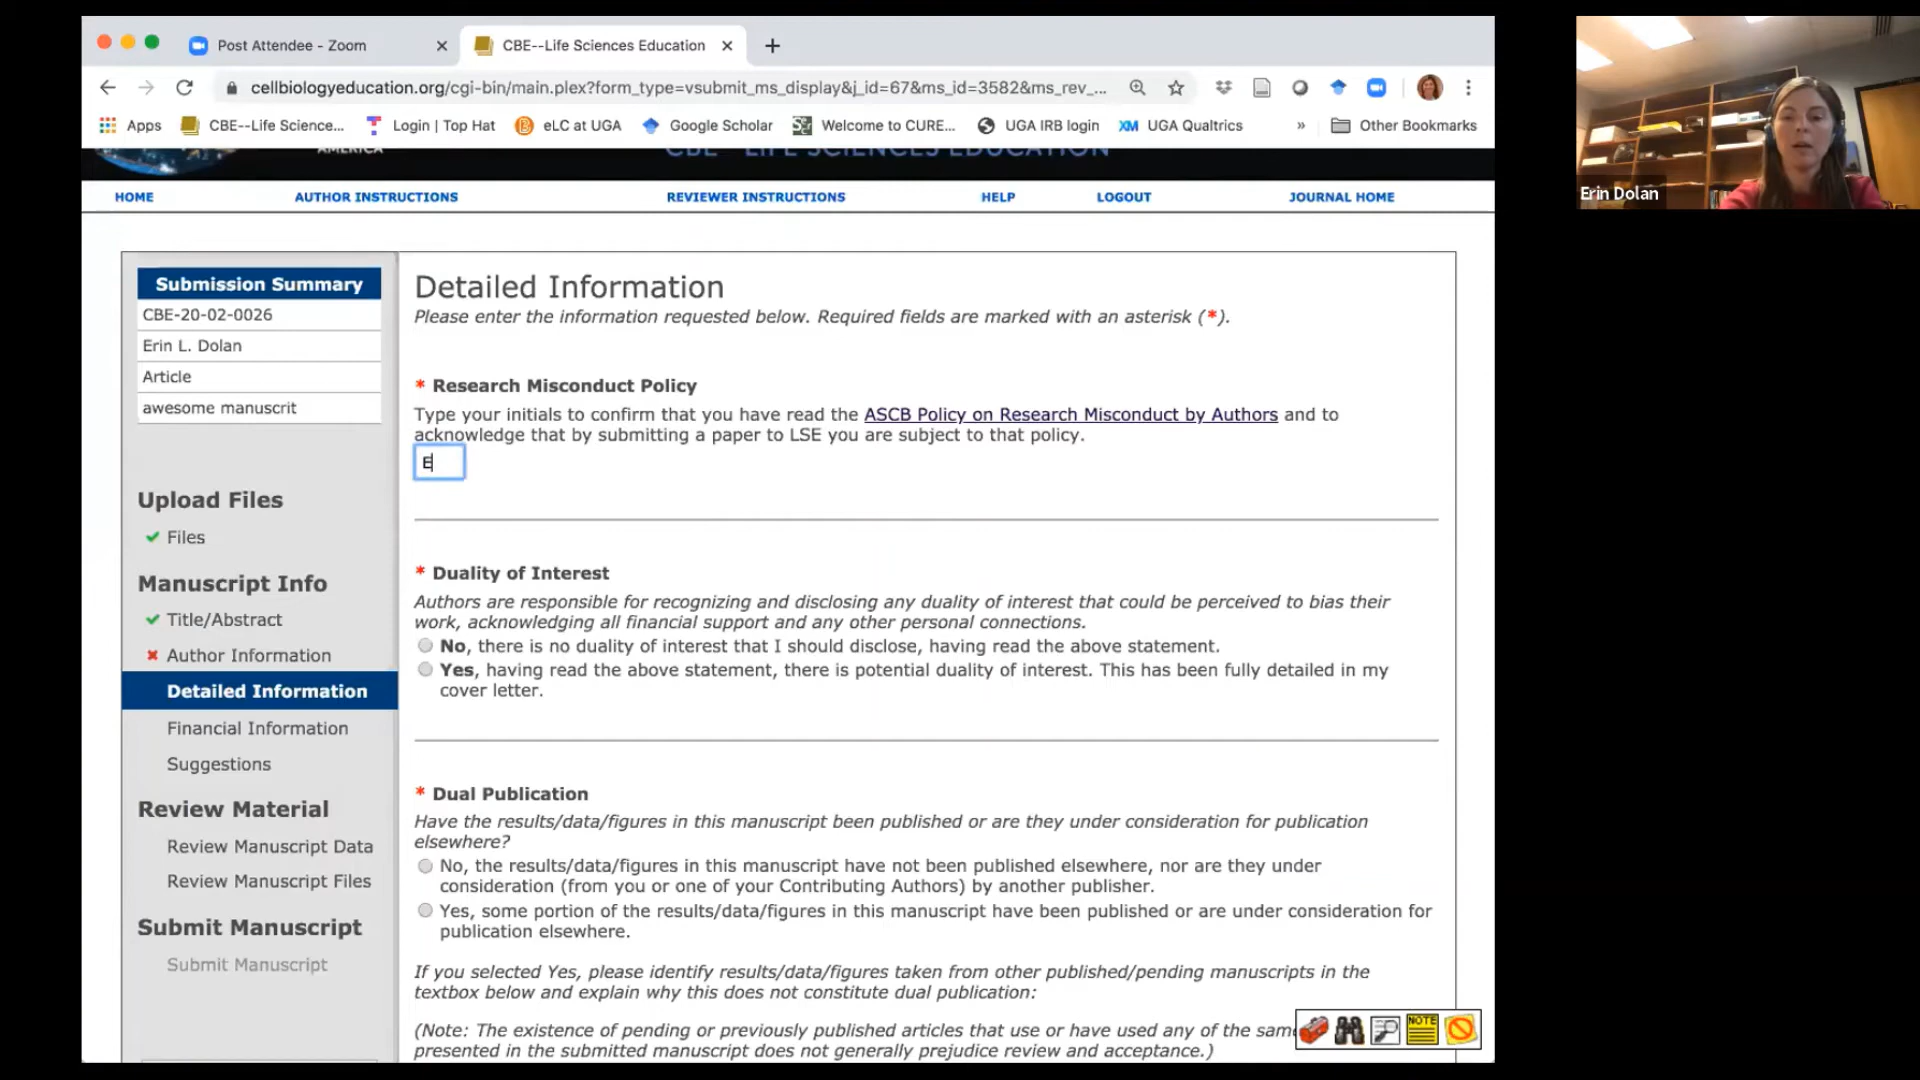 Post Attendee - Zoom
CBE--Life Sciences Education
cellbiologyeducation.org/cgi-bin/main.plex?form_type=vsubmit_ms_display&j_id=67&ms_id=3582&ms_rev_...
Apps
CBE--Life Science...
Login | Top Hat
eLC at UGA
Google Scholar
Welcome to CURE...
UGA IRB login
XM UGA Qualtrics
»
Other Bookmarks
Erin Dolan
AMERICA
CBE - LIFE SCIENCES EDUCATION
HOME
AUTHOR INSTRUCTIONS
REVIEWER INSTRUCTIONS
HELP
LOGOUT
JOURNAL HOME
Submission Summary
CBE-20-02-0026
Erin L. Dolan
Article
awesome manuscrit
Upload Files
Files
Manuscript Info
Title/Abstract
Author Information
Detailed Information
Financial Information
Suggestions
Review Material
Review Manuscript Data
Review Manuscript Files
Submit Manuscript
Submit Manuscript
Detailed Information
Please enter the information requested below. Required fields are marked with an asterisk (*).
* Research Misconduct Policy
Type your initials to confirm that you have read the ASCB Policy on Research Misconduct by Authors and to
acknowledge that by submitting a paper to LSE you are subject to that policy.
E
* Duality of Interest
Authors are responsible for recognizing and disclosing any duality of interest that could be perceived to bias their
work, acknowledging all financial support and any other personal connections.
No, there is no duality of interest that I should disclose, having read the above statement.
Yes, having read the above statement, there is potential duality of interest. This has been fully detailed in my
cover letter.
* Dual Publication
Have the results/data/figures in this manuscript been published or are they under consideration for publication
elsewhere?
No, the results/data/figures in this manuscript have not been published elsewhere, nor are they under
consideration (from you or one of your Contributing Authors) by another publisher.
Yes, some portion of the results/data/figures in this manuscript have been published or are under consideration for
publication elsewhere.
If you selected Yes, please identify results/data/figures taken from other published/pending manuscripts in the
textbox below and explain why this does not constitute dual publication:
(Note: The existence of pending or previously published articles that use or have used any of the same
presented in the submitted manuscript does not generally prejudice review and acceptance.)
NOTE